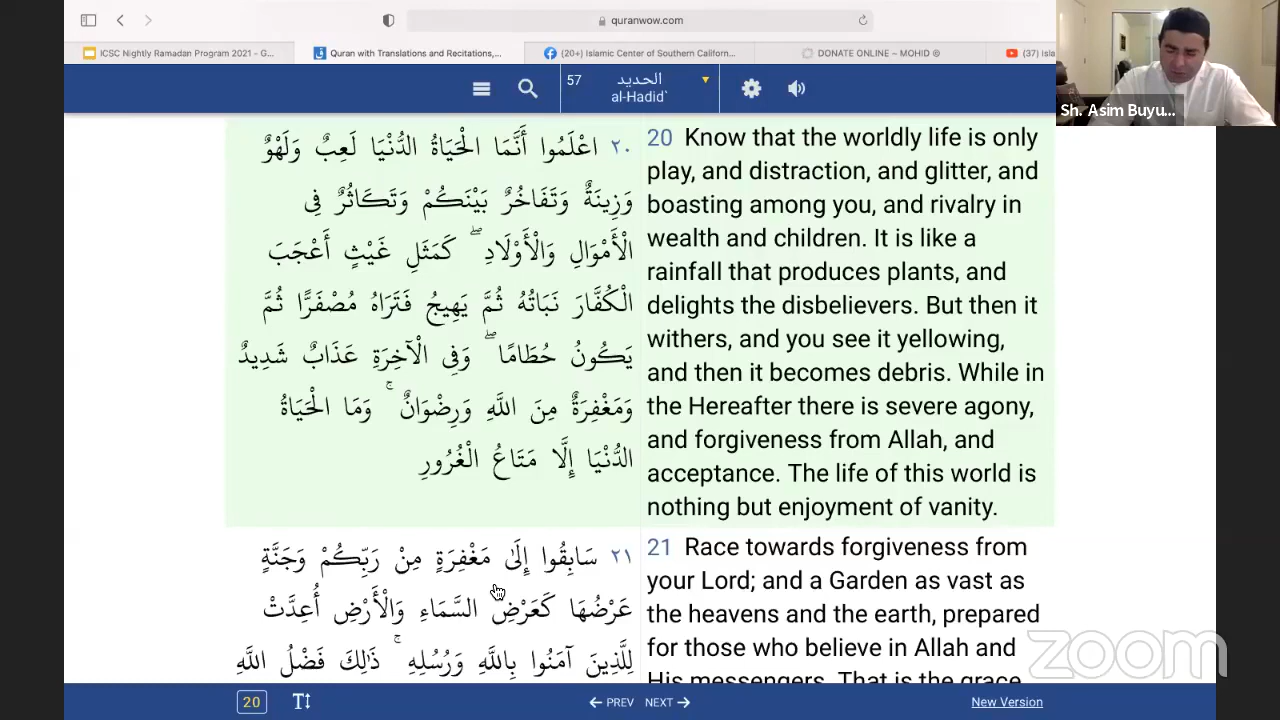 quranwow.com
ICSC Nightly Ramadan Program 2021 - G...
Quran with Translations and Recitations,...
(20+) Islamic Center of Southern Californ...
DONATE ONLINE ~ MOHID ®
(37) Isla
57
الحديد
al-Hadid`
Sh. Asim Buyu...
٢٠ اعْلَمُوا أَنَّمَا الْحَيَاةُ الدُّنْيَا لَعِبٌ وَلَهْوٌ
وَزِينَةٌ وَتَفَاخُرٌ بَيْنَكُمْ وَتَكَاثُرٌ فِي
الْأَمْوَالِ وَالْأَوْلَادِ ۖ كَمَثَلِ غَيْثٍ أَعْجَبَ
الْكُفَّارَ نَبَاتُهُ ثُمَّ يَهِيجُ فَتَرَاهُ مُصْفَرًّا ثُمَّ
يَكُونُ حُطَامًا ۖ وَفِي الْآخِرَةِ عَذَابٌ شَدِيدٌ
وَمَغْفِرَةٌ مِنَ اللَّهِ وَرِضْوَانٌ ۚ وَمَا الْحَيَاةُ
الدُّنْيَا إِلَّا مَتَاعُ الْغُرُورِ
20 Know that the worldly life is only
play, and distraction, and glitter, and
boasting among you, and rivalry in
wealth and children. It is like a
rainfall that produces plants, and
delights the disbelievers. But then it
withers, and you see it yellowing,
and then it becomes debris. While in
the Hereafter there is severe agony,
and forgiveness from Allah, and
acceptance. The life of this world is
nothing but enjoyment of vanity.
٢١ سَابِقُوا إِلَىٰ مَغْفِرَةٍ مِنْ رَبِّكُمْ وَجَنَّةٍ
عَرْضُهَا كَعَرْضِ السَّمَاءِ وَالْأَرْضِ أُعِدَّتْ
لِلَّذِينَ آمَنُوا بِاللَّهِ وَرُسُلِهِ ۚ ذَٰلِكَ فَضْلُ اللَّهِ
21 Race towards forgiveness from
your Lord; and a Garden as vast as
the heavens and the earth, prepared
for those who believe in Allah and
His messengers. That is the grace
zoom
20
PREV NEXT
New Version